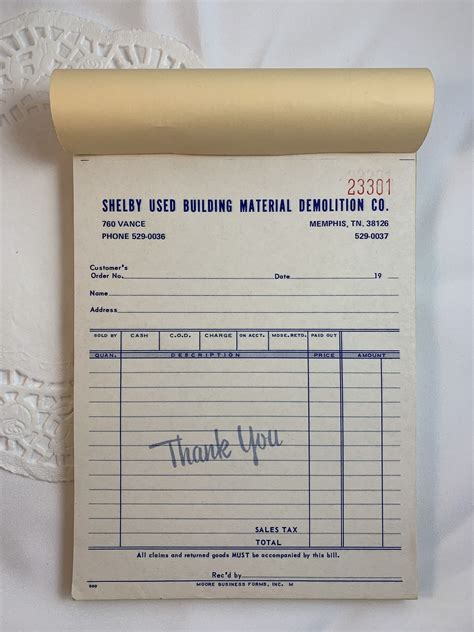 23301
SHELBY USED BUILDING MATERIAL DEMOLITION CO.
760 VANCE MEMPHIS, TN. 38126
PHONE 529-0036 529-0037
Customer's
Order No. Date 19
Name
Address
SOLD BY CASH C.O.D. CHARGE ON ACCT. MDSE. RETD. PAID OUT
QUAN. DESCRIPTION PRICE AMOUNT
Thank You
SALES TAX
TOTAL
All claims and returned goods MUST be accompanied by this bill.
Rec'd by
MOORE BUSINESS FORMS, INC. M